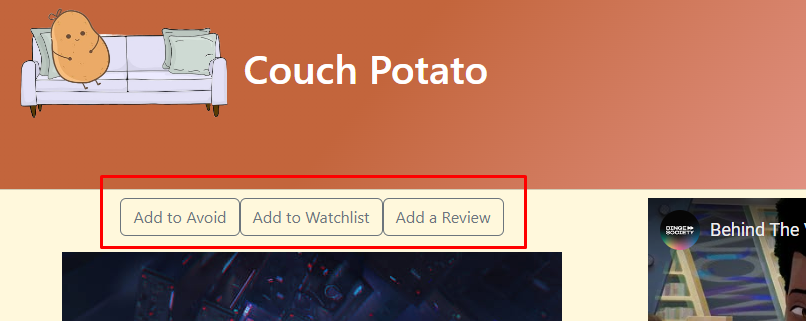 Couch Potato
Add to Avoid Add to Watchlist Add a Review
DINGE
SOCIETY
Behind The